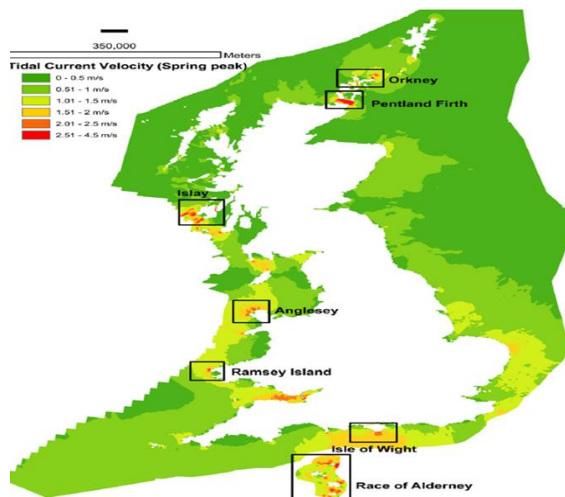 350,000
Meters
Tidal Current Velocity (Spring peak)
0 - 0.5 m/s
0.51 - 1 m/s
1.01 - 1.5 m/s
1.51 - 2 m/s
2.01 - 2.5 m/s
2.51 - 4.5 m/s
Orkney
Pentland Firth
Islay
Anglesey
Ramsey Island
Isle of Wight
Race of Alderney